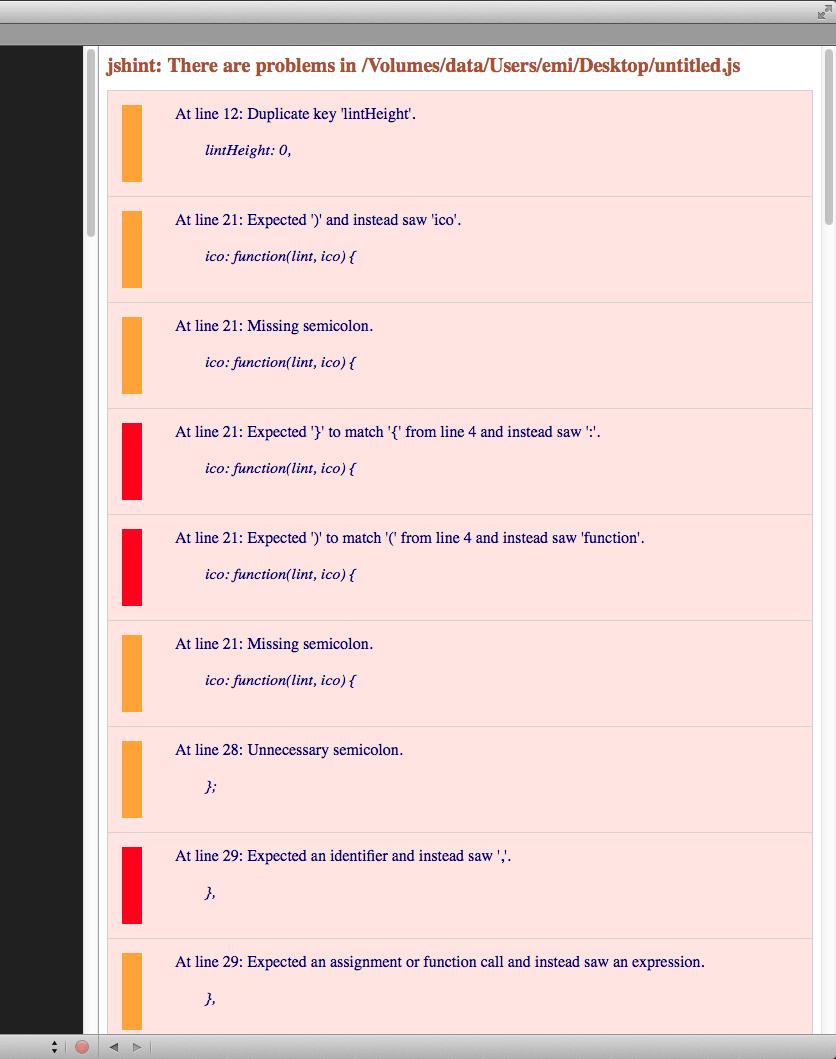 jshint: There are problems in /Volumes/data/Users/emi/Desktop/untitled.js
At line 12: Duplicate key 'lintHeight'.
lintHeight: 0,
At line 21: Expected ')' and instead saw 'ico'.
ico: function(lint, ico) {
At line 21: Missing semicolon.
ico: function(lint, ico) {
At line 21: Expected '}' to match '{' from line 4 and instead saw ':'.
ico: function(lint, ico) {
At line 21: Expected ')' to match '(' from line 4 and instead saw 'function'.
ico: function(lint, ico) {
At line 21: Missing semicolon.
ico: function(lint, ico) {
At line 28: Unnecessary semicolon.
};
At line 29: Expected an identifier and instead saw ','.
},
At line 29: Expected an assignment or function call and instead saw an expression.
},